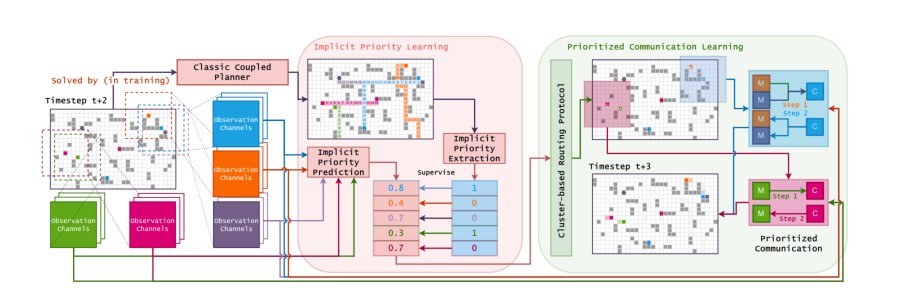 Implicit Priority Learning
Prioritized Communication Learning
Classic Coupled
Planner
Solved by (in training)
Timestep t+2
Observation
Channels
Observation
Channels
Observation
Channels
Observation
Channels
Observation
Channels
Implicit
Priority
Prediction
Implicit
Priority
Extraction
Supervise
0.8
1
0.4
0
0.7
0
0.3
1
0.7
0
Cluster-based Routing Protocol
Timestep t+3
M
C
M
Step 1
Step 2
M
C
M
M
C
Step 1
M
C
Step 2
Prioritized
Communication